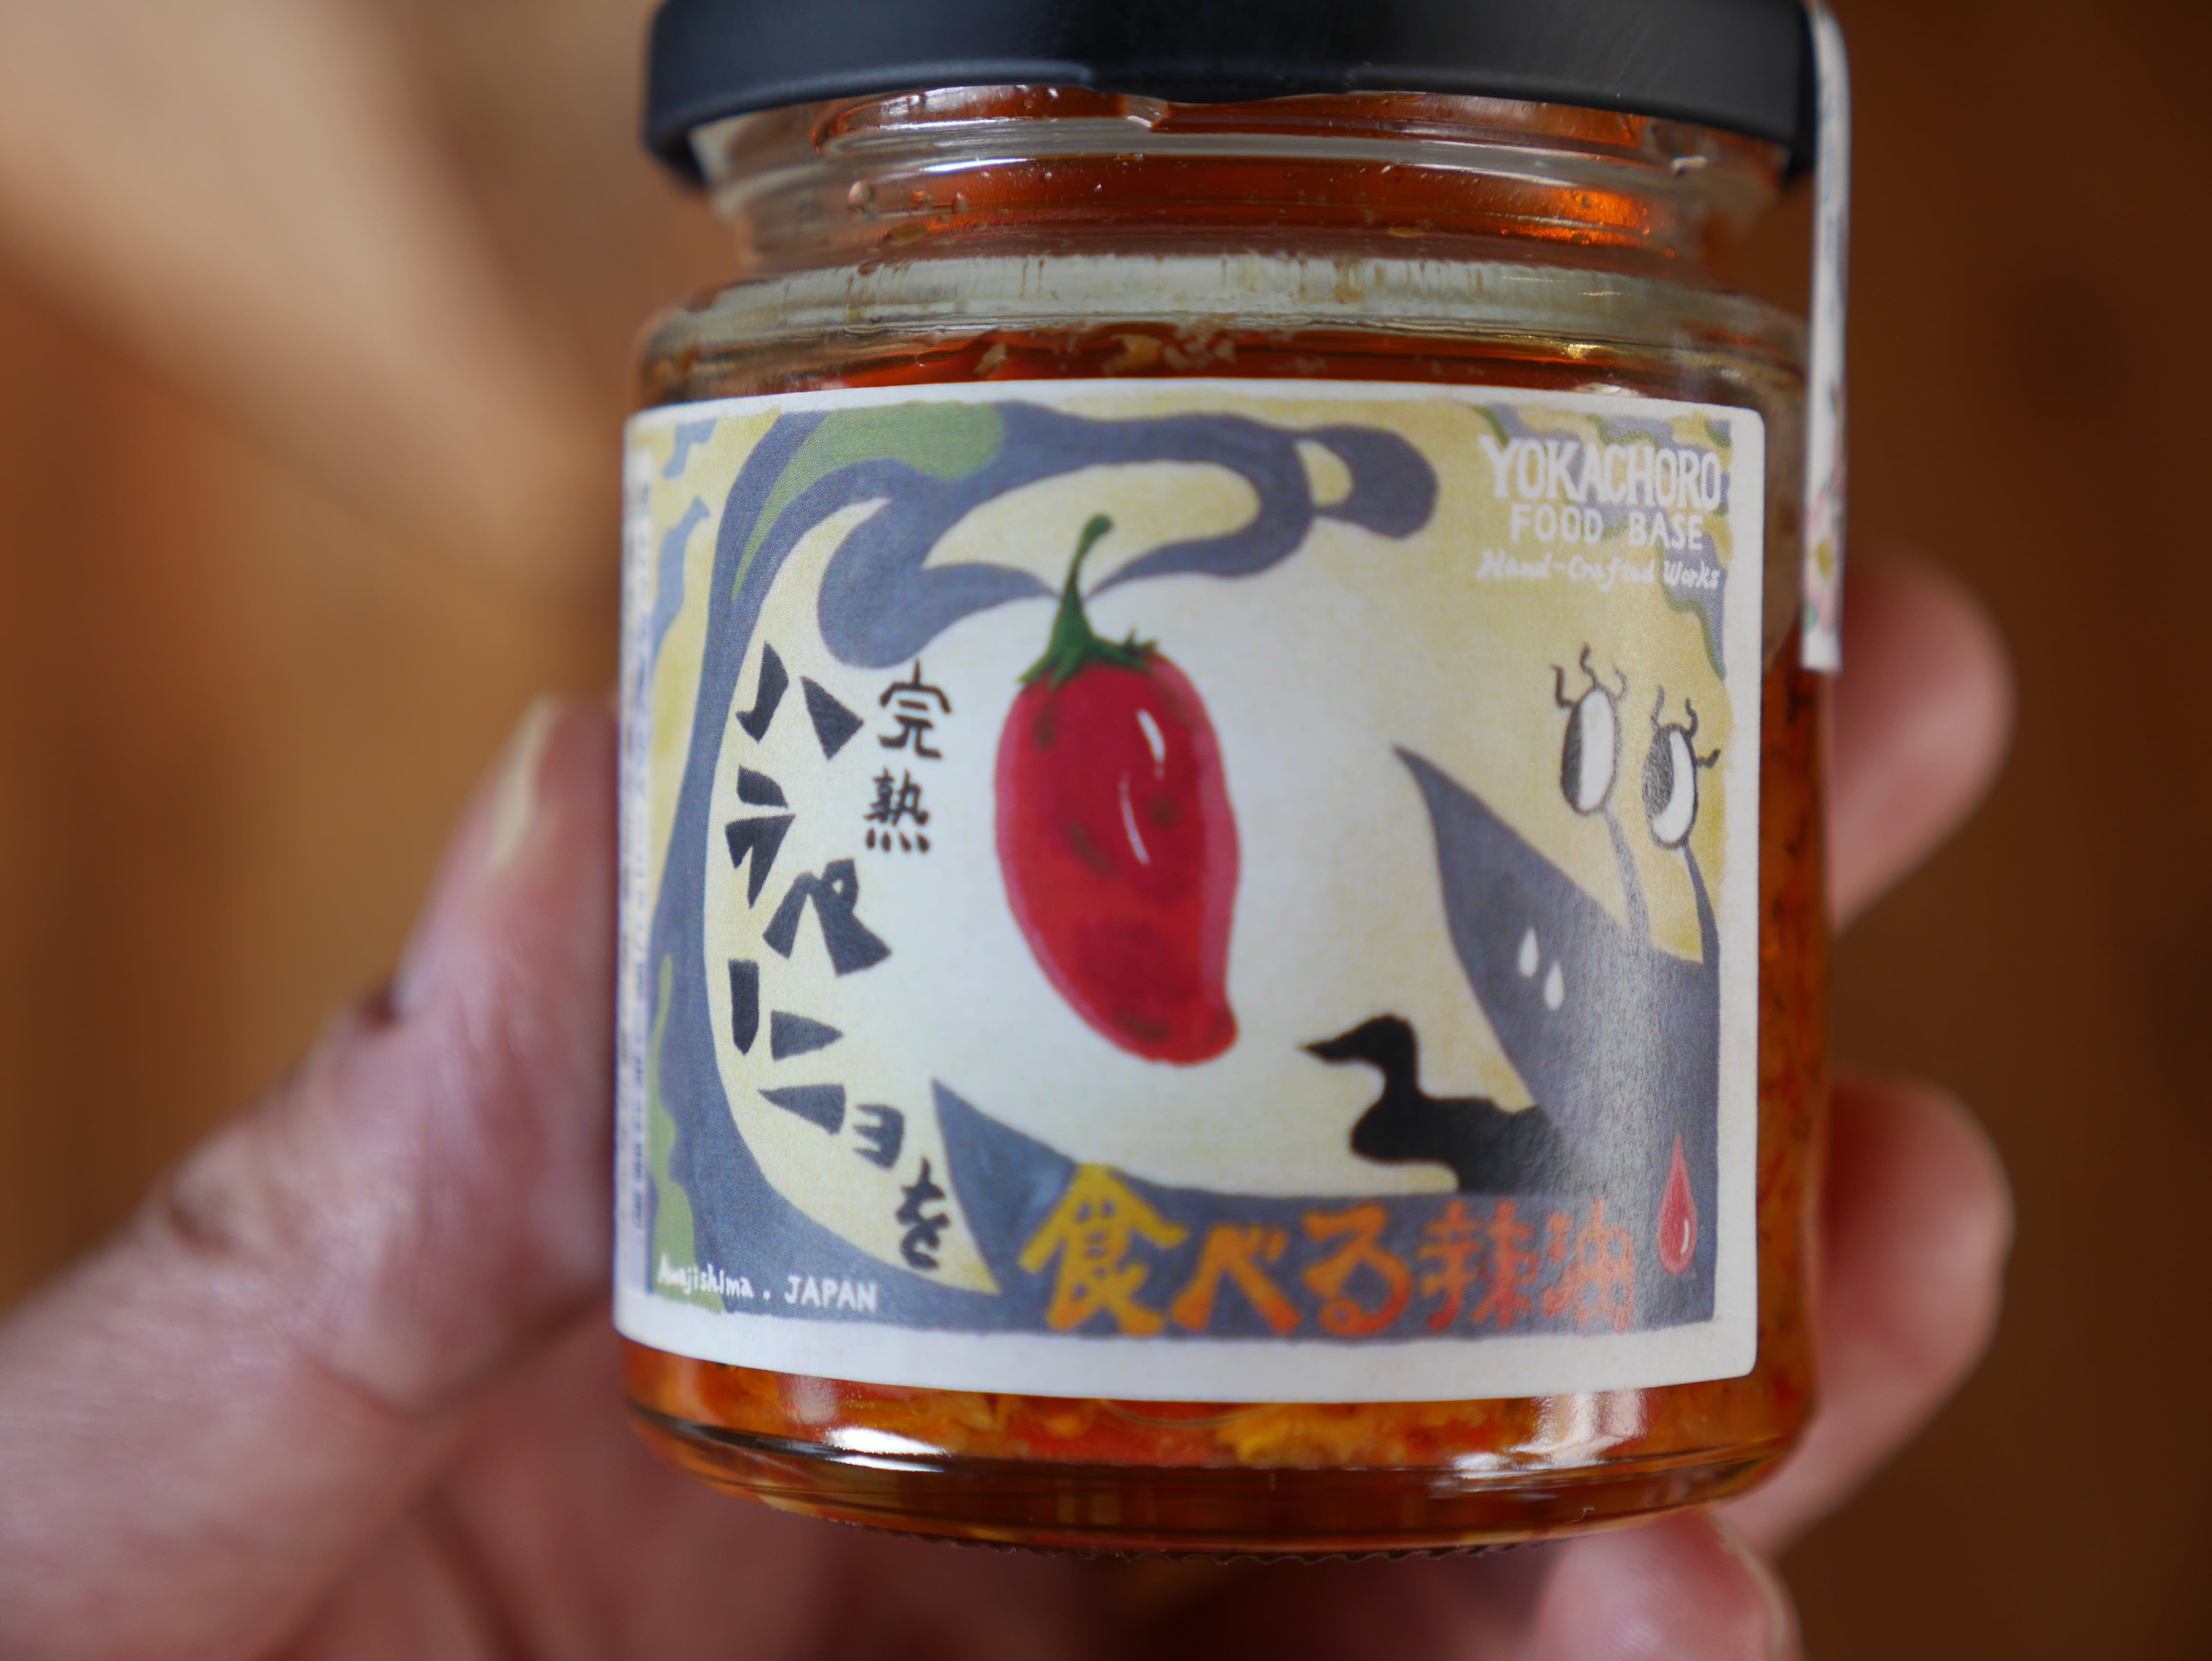 YOKACHORO
FOOD BASE
Hand-Crafted Works
完熟
ハラペーニョを
食べる辣油
Awajishima. JAPAN